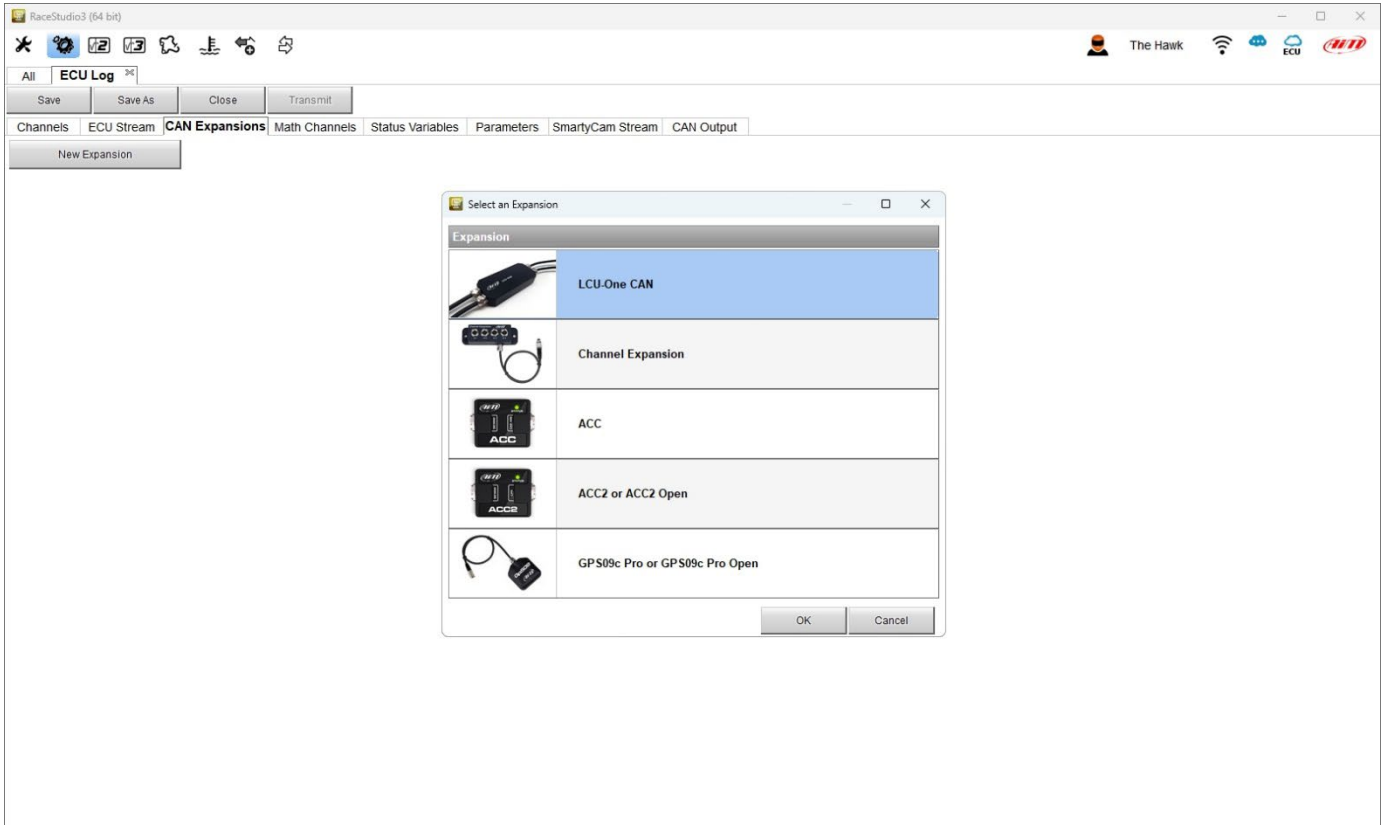 RaceStudio3 (64 bit)
The Hawk
ECU
AiM
All ECU Log
Save Save As Close Transmit
Channels ECU Stream CAN Expansions Math Channels Status Variables Parameters SmartyCam Stream CAN Output
New Expansion
Select an Expansion
Expansion
LCU-One CAN
Channel Expansion
ACC
ACC
ACC2
ACC2 or ACC2 Open
GPS09c Pro or GPS09c Pro Open
OK Cancel